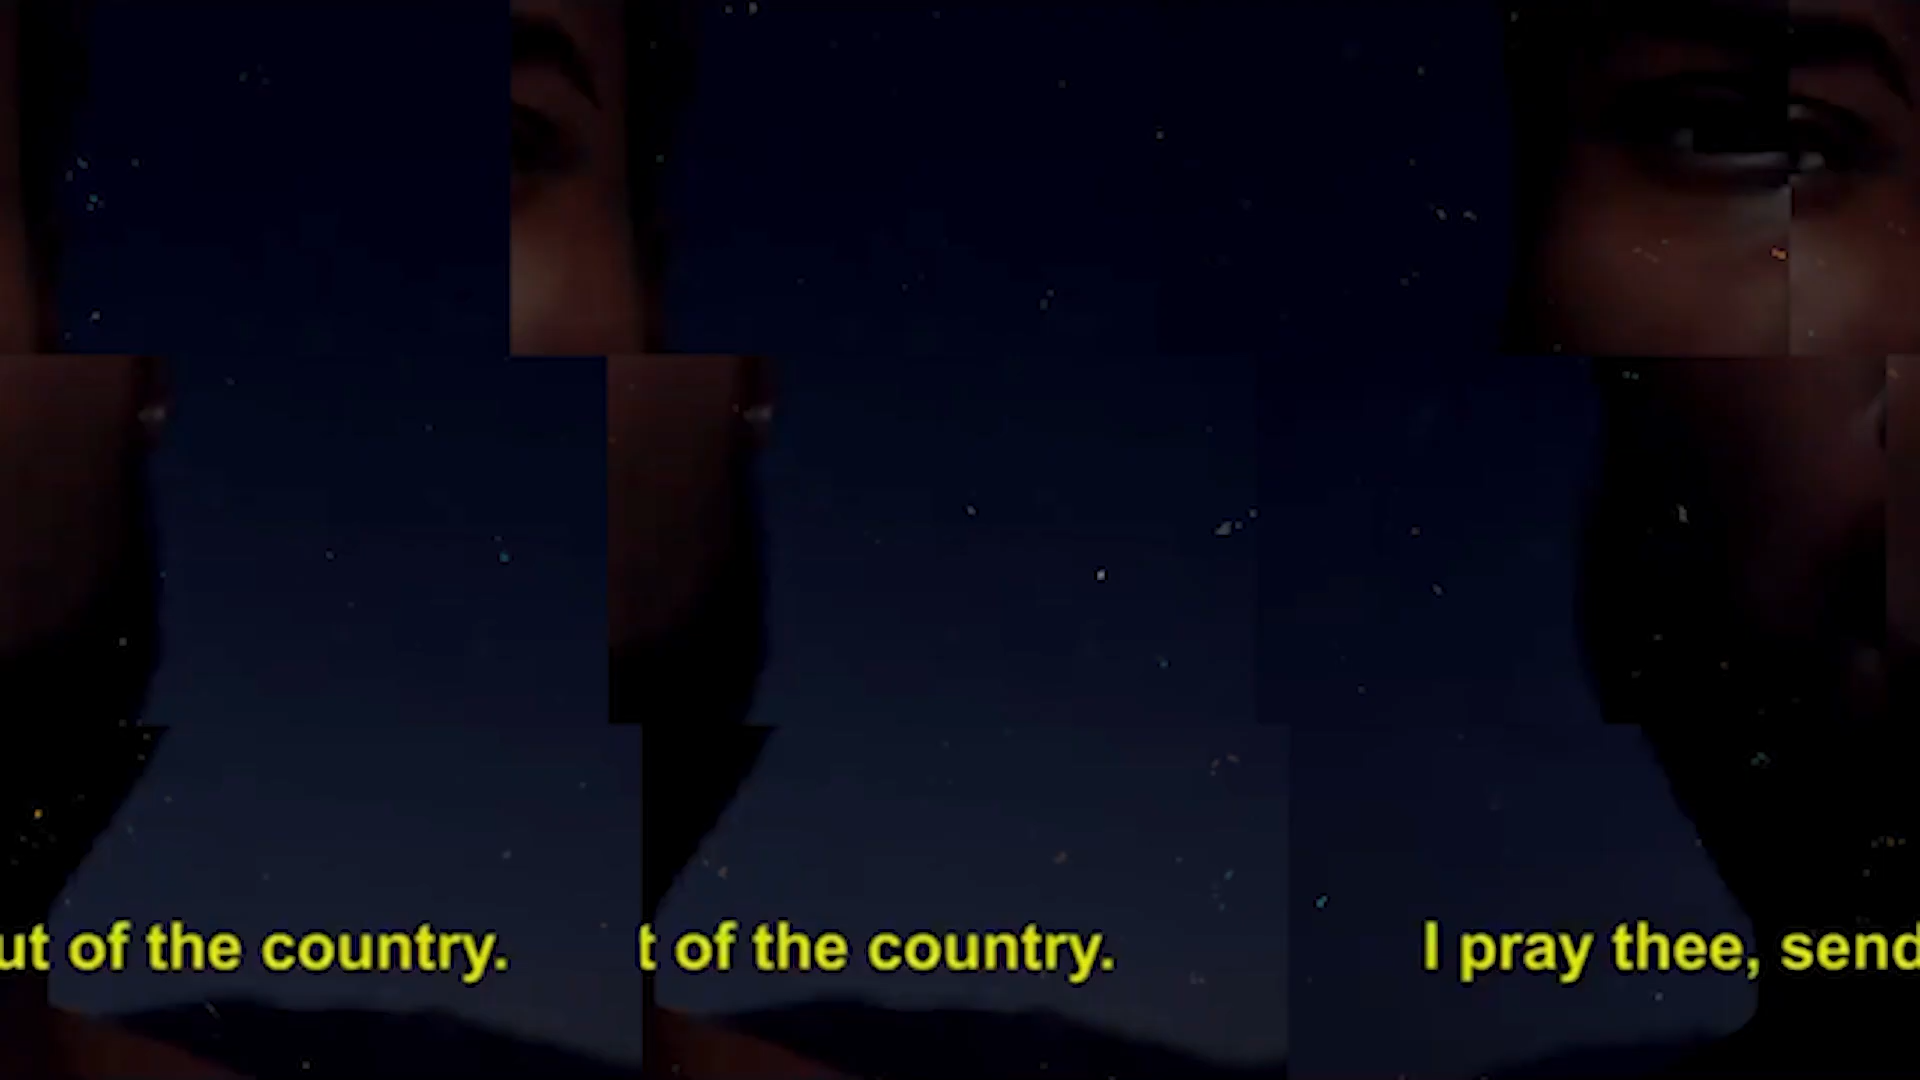 ut of the country. t of the country. I pray thee, send